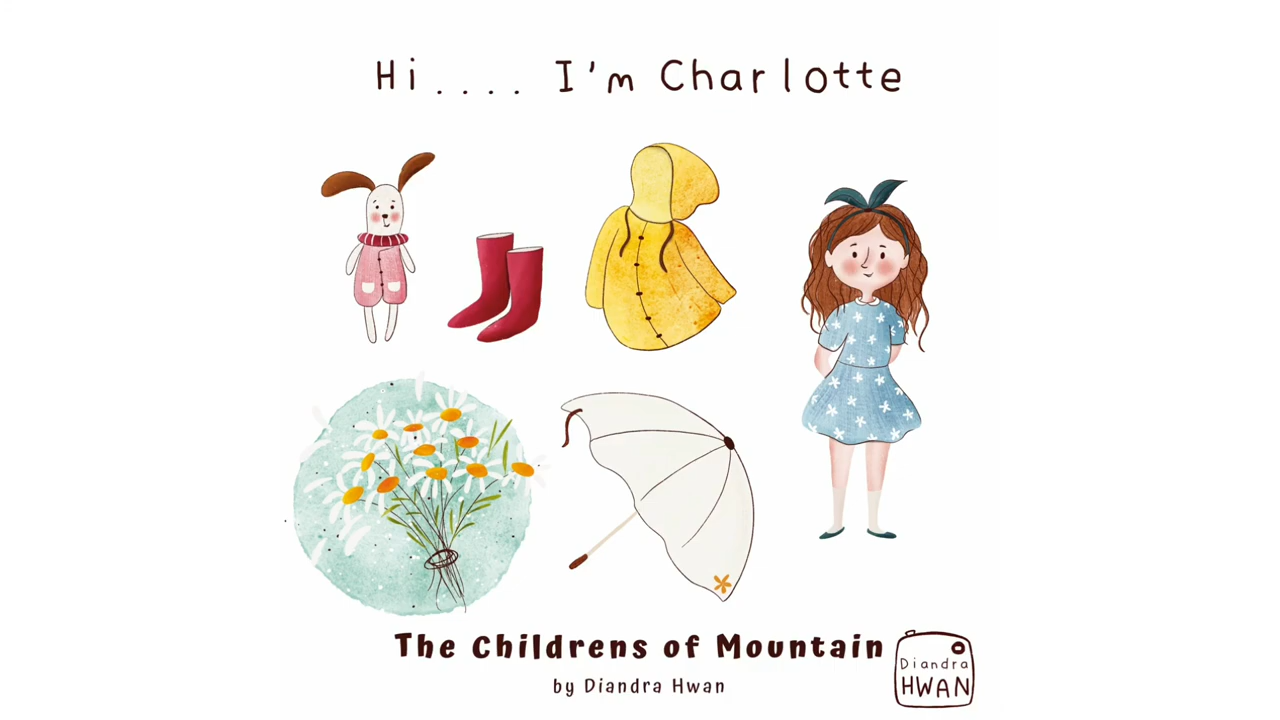 Hi.... I'm Charlotte
The Childrens of Mountain
by Diandra Hwan
Diandra
HWAN